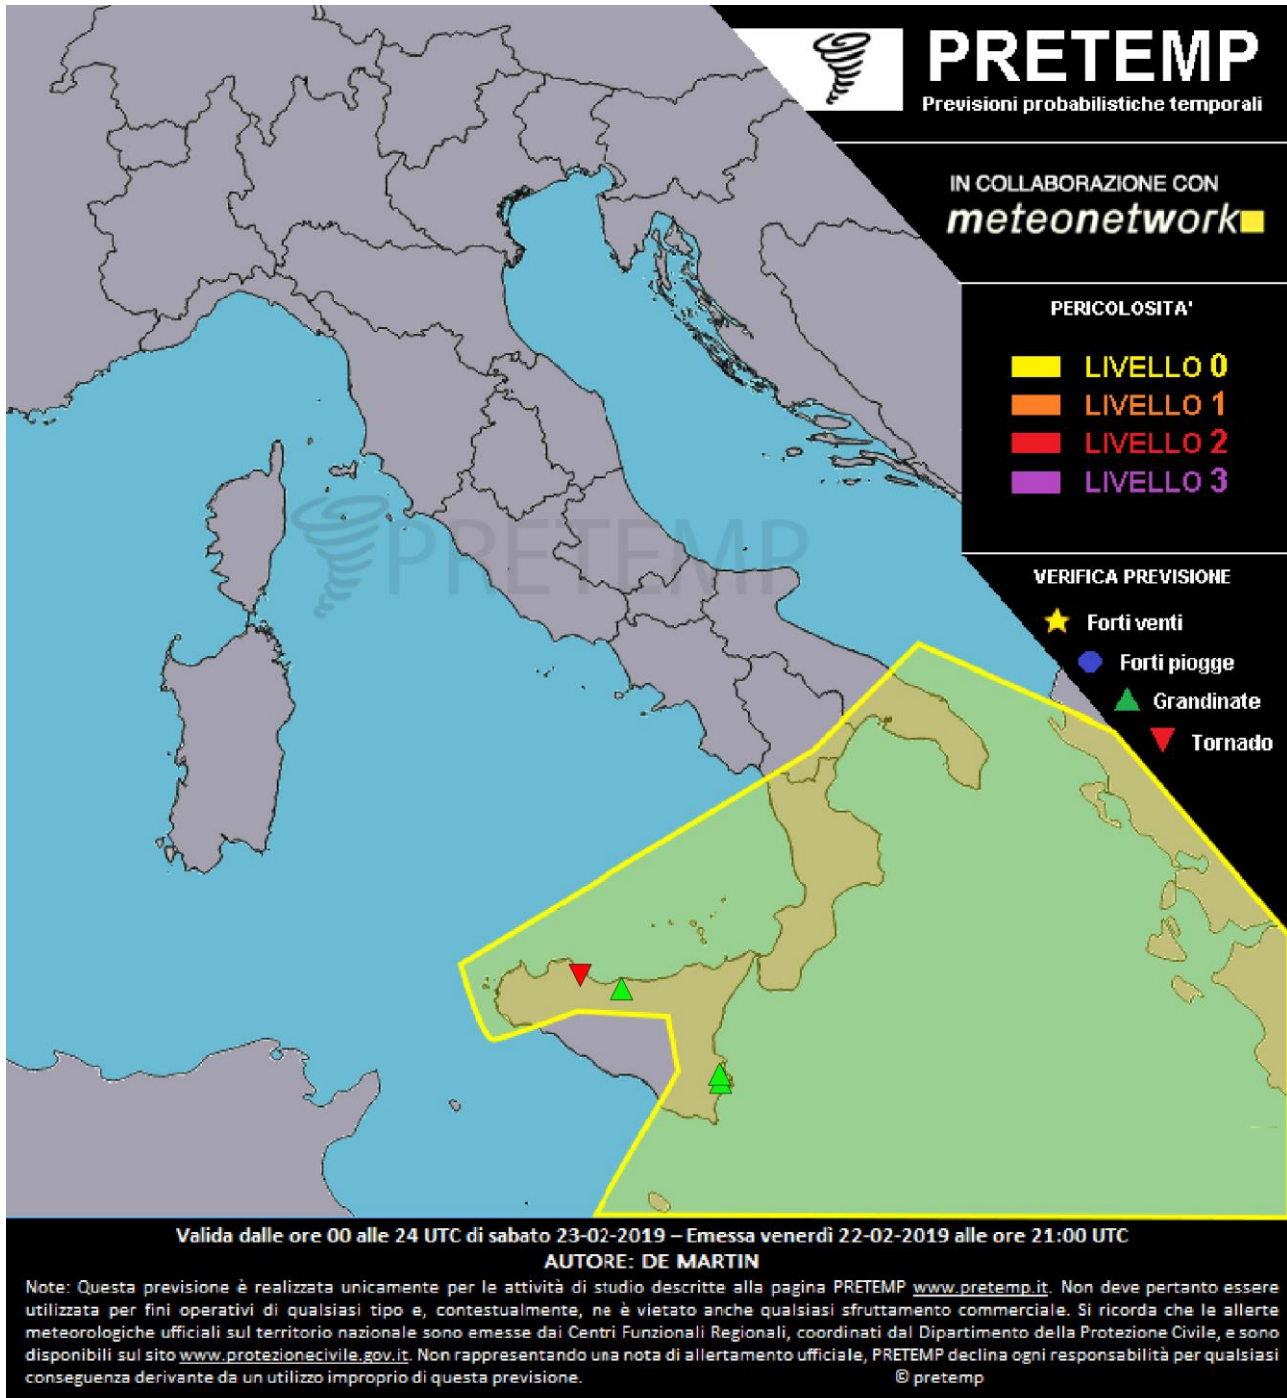 PRETEMP
Previsioni probabilistiche temporali
IN COLLABORAZIONE CON
meteonetwork
PERICOLOSITA'
LIVELLO 0
LIVELLO 1
LIVELLO 2
LIVELLO 3
PRETEMP
VERIFICA PREVISIONE
Forti venti
Forti piogge
Grandinate
Tornado
Valida dalle ore 00 alle 24 UTC di sabato 23-02-2019 – Emessa venerdì 22-02-2019 alle ore 21:00 UTC
AUTORE: DE MARTIN
Note: Questa previsione è realizzata unicamente per le attività di studio descritte alla pagina PRETEMP www.pretemp.it. Non deve pertanto essere
utilizzata per fini operativi di qualsiasi tipo e, contestualmente, ne è vietato anche qualsiasi sfruttamento commerciale. Si ricorda che le allerte
meteorologiche ufficiali sul territorio nazionale sono emesse dai Centri Funzionali Regionali, coordinati dal Dipartimento della Protezione Civile, e sono
disponibili sul sito www.protezionecivile.gov.it. Non rappresentando una nota di allertamento ufficiale, PRETEMP declina ogni responsabilità per qualsiasi
conseguenza derivante da un utilizzo improprio di questa previsione. © pretemp